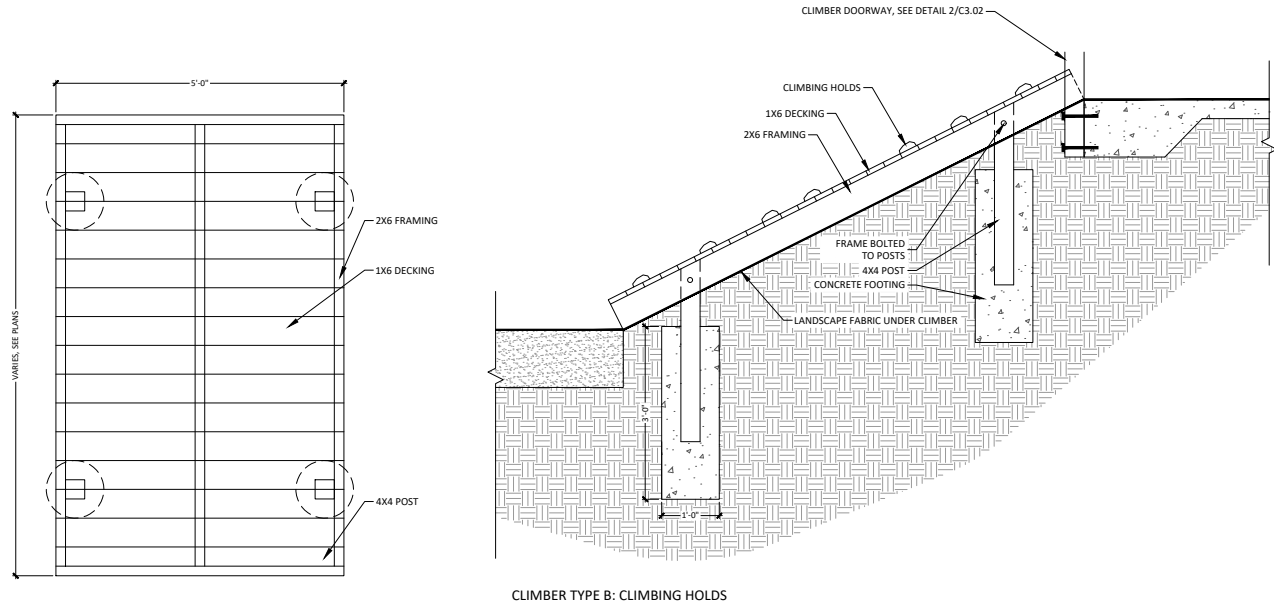 5'-0"
VARIES, SEE PLANS
2X6 FRAMING
1X6 DECKING
4X4 POST
CLIMBER DOORWAY, SEE DETAIL 2/C3.02
CLIMBING HOLDS
1X6 DECKING
2X6 FRAMING
FRAME BOLTED
TO POSTS
4X4 POST
CONCRETE FOOTING
LANDSCAPE FABRIC UNDER CLIMBER
3'-0"
1'-0"
CLIMBER TYPE B: CLIMBING HOLDS